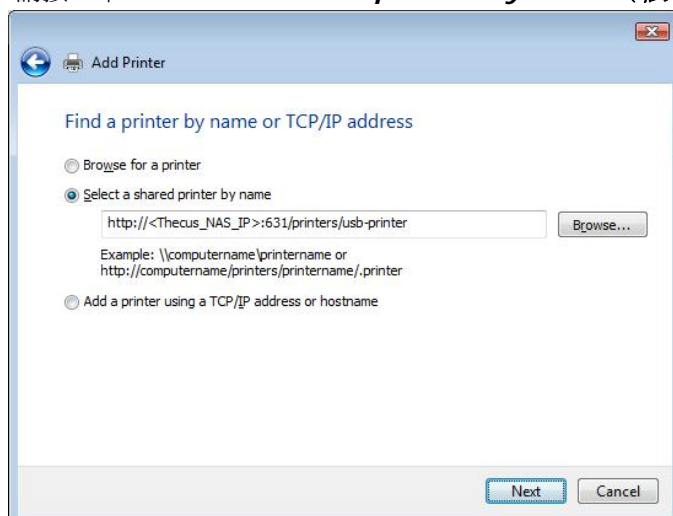 Add Printer
Find a printer by name or TCP/IP address
Browse for a printer
Select a shared printer by name
http://<Thecus_NAS_IP>:631/printers/usb-printer
Browse...
Example: \\computername\printername or
http://computername/printers/printername/.printer
Add a printer using a TCP/IP address or hostname
Next
Cancel